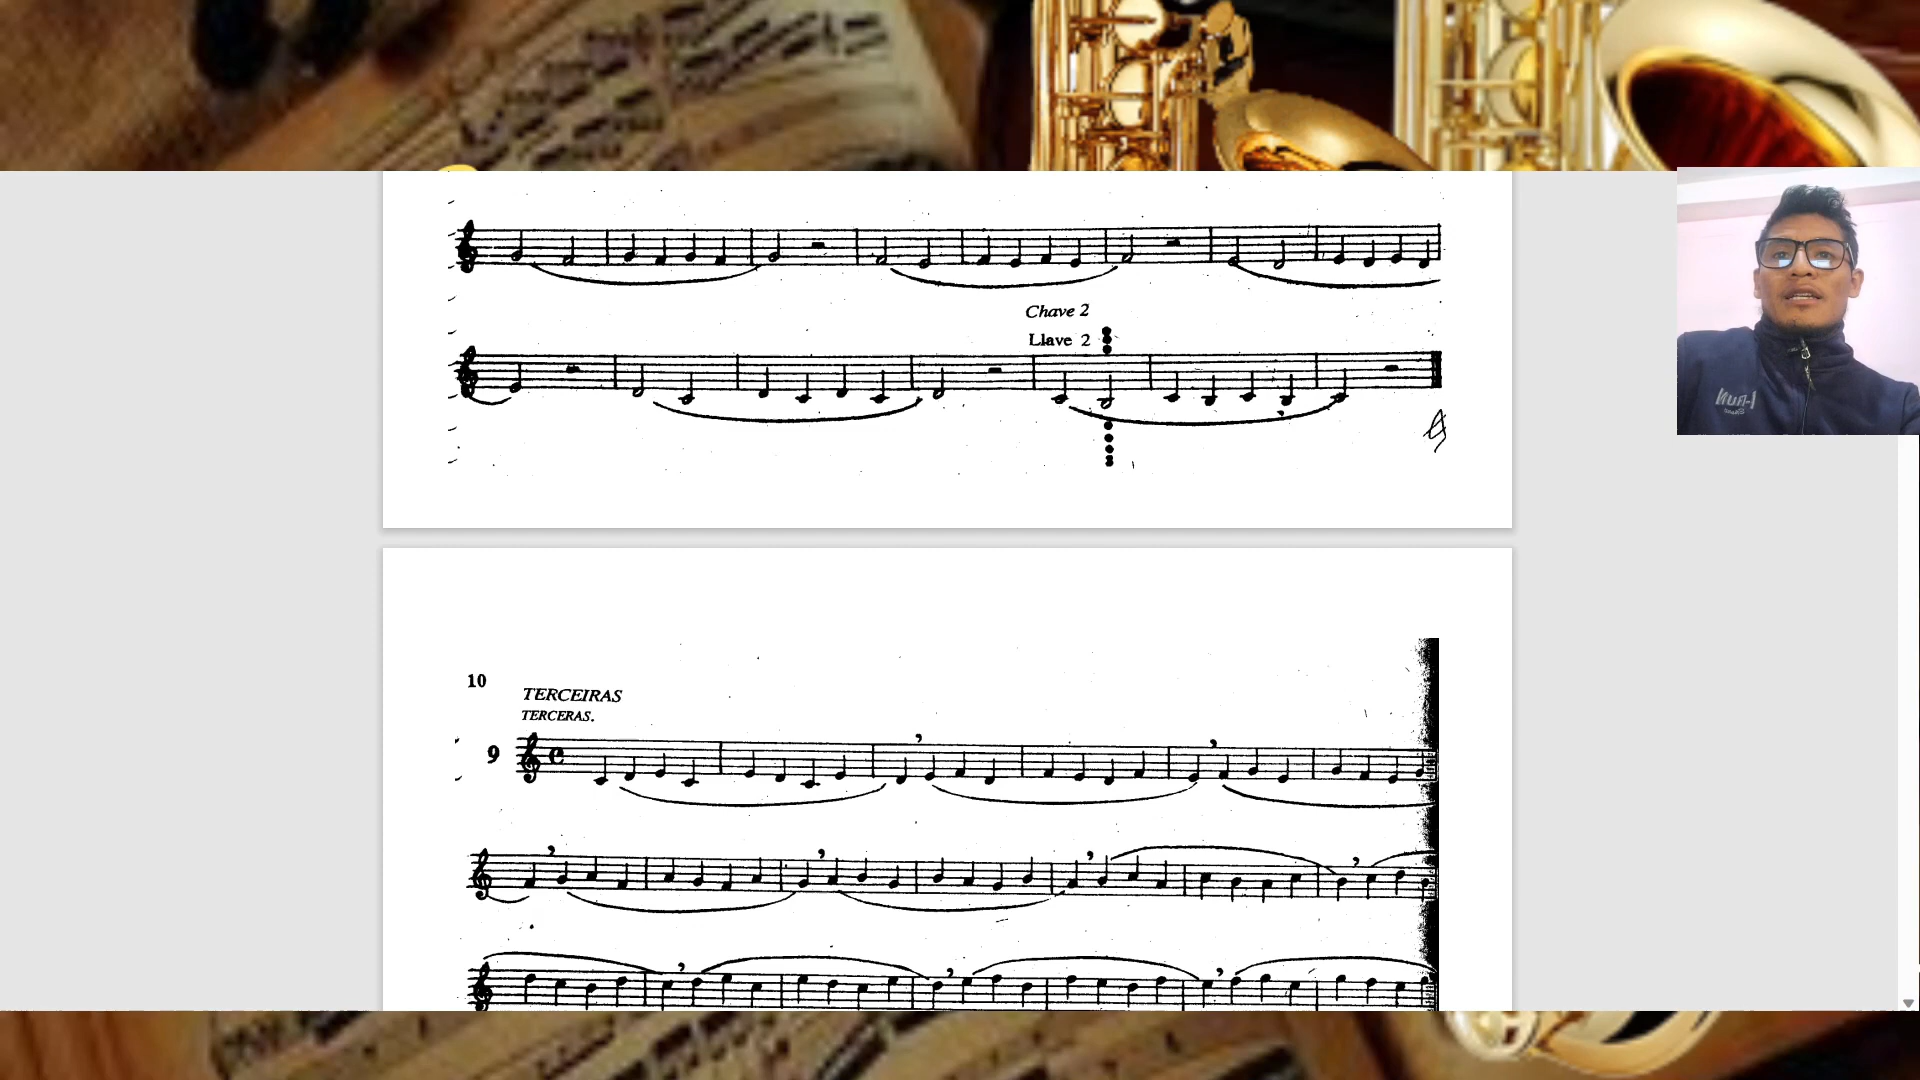 Chave 2
Llave 2
10
TERCEIRAS
TERCERAS.
9